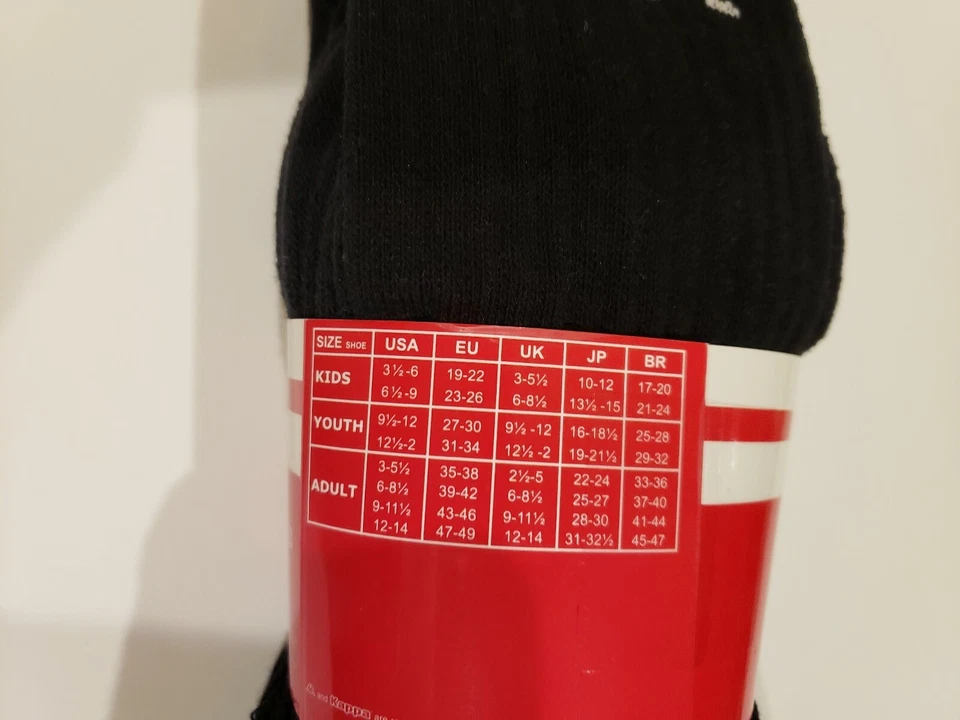 SIZE SHOE USA EU UK JP BR
KIDS 3½-6 19-22 3-5½ 10-12 17-20
6½-9 23-26 6-8½ 13½-15 21-24
YOUTH 9½-12 27-30 9½-12 16-18½ 25-28
12½-2 31-34 12½-2 19-21½ 29-32
ADULT 3-5½ 35-38 2½-5 22-24 33-36
6-8½ 39-42 6-8½ 25-27 37-40
9-11½ 43-46 9-11½ 28-30 41-44
12-14 47-49 12-14 31-32½ 45-47
and Kappa